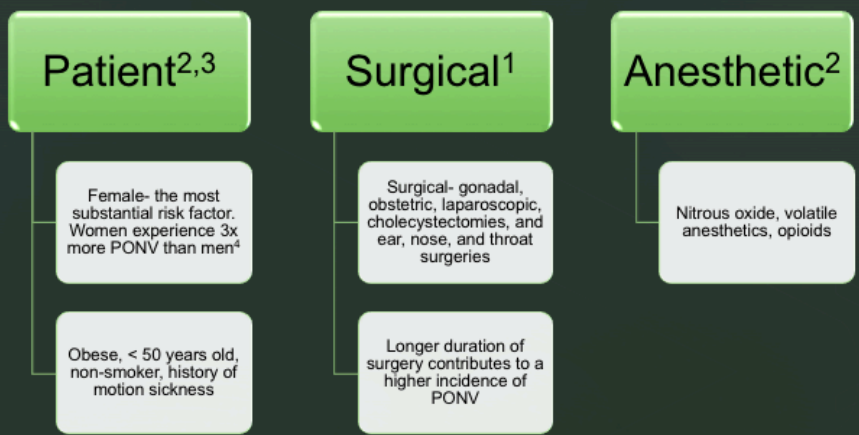 Patient2,3
Female- the most
substantial risk factor.
Women experience 3x
more PONV than men4
Obese, < 50 years old,
non-smoker, history of
motion sickness
Surgical1
Surgical- gonadal,
obstetric, laparoscopic,
cholecystectomies, and
ear, nose, and throat
surgeries
Longer duration of
surgery contributes to a
higher incidence of
PONV
Anesthetic2
Nitrous oxide, volatile
anesthetics, opioids